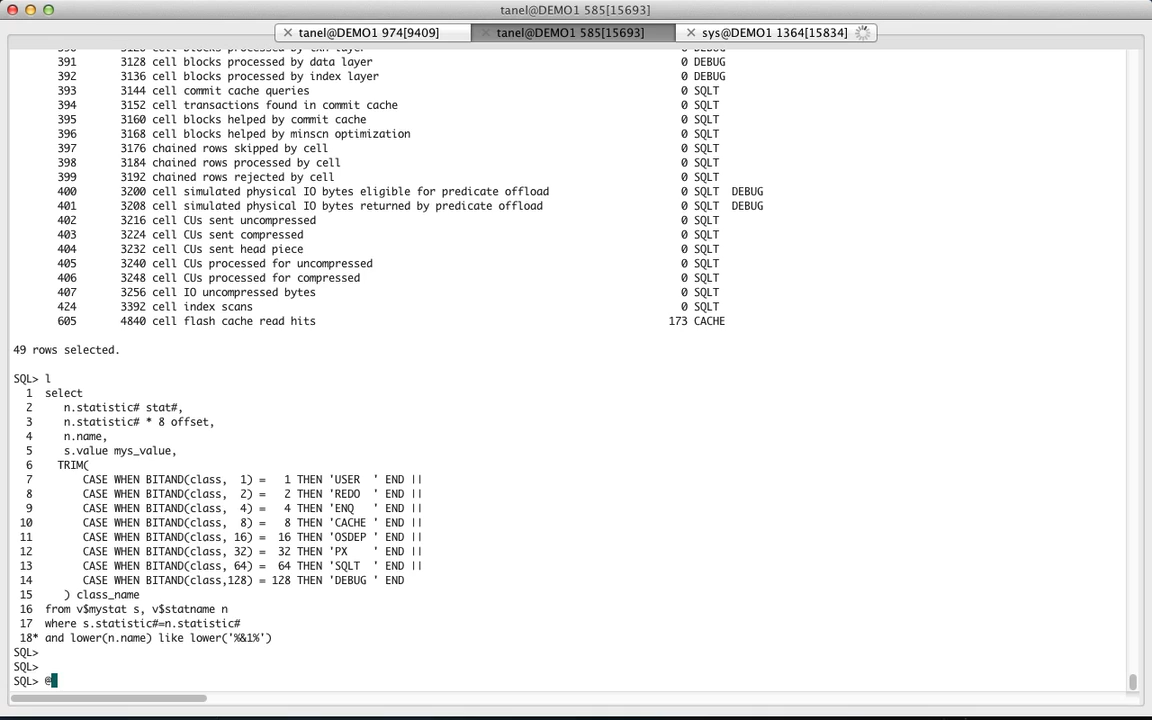 tanel@DEMO1 585[15693]
✕ tanel@DEMO1 974[9409] ✕ tanel@DEMO1 585[15693] ✕ sys@DEMO1 1364[15834]
391 3128 cell blocks processed by data layer 0 DEBUG
392 3136 cell blocks processed by index layer 0 DEBUG
393 3144 cell commit cache queries 0 SQLT
394 3152 cell transactions found in commit cache 0 SQLT
395 3160 cell blocks helped by commit cache 0 SQLT
396 3168 cell blocks helped by minscn optimization 0 SQLT
397 3176 chained rows skipped by cell 0 SQLT
398 3184 chained rows processed by cell 0 SQLT
399 3192 chained rows rejected by cell 0 SQLT
400 3200 cell simulated physical IO bytes eligible for predicate offload 0 SQLT DEBUG
401 3208 cell simulated physical IO bytes returned by predicate offload 0 SQLT DEBUG
402 3216 cell CUs sent uncompressed 0 SQLT
403 3224 cell CUs sent compressed 0 SQLT
404 3232 cell CUs sent head piece 0 SQLT
405 3240 cell CUs processed for uncompressed 0 SQLT
406 3248 cell CUs processed for compressed 0 SQLT
407 3256 cell IO uncompressed bytes 0 SQLT
424 3392 cell index scans 0 SQLT
605 4840 cell flash cache read hits 173 CACHE
49 rows selected.
SQL> l
1 select
2 n.statistic# stat#,
3 n.statistic# * 8 offset,
4 n.name,
5 s.value mys_value,
6 TRIM(
7 CASE WHEN BITAND(class, 1) = 1 THEN 'USER ' END ||
8 CASE WHEN BITAND(class, 2) = 2 THEN 'REDO ' END ||
9 CASE WHEN BITAND(class, 4) = 4 THEN 'ENQ ' END ||
10 CASE WHEN BITAND(class, 8) = 8 THEN 'CACHE ' END ||
11 CASE WHEN BITAND(class, 16) = 16 THEN 'OSDEP ' END ||
12 CASE WHEN BITAND(class, 32) = 32 THEN 'PX ' END ||
13 CASE WHEN BITAND(class, 64) = 64 THEN 'SQLT ' END ||
14 CASE WHEN BITAND(class,128) = 128 THEN 'DEBUG ' END
15 ) class_name
16 from v$mystat s, v$statname n
17 where s.statistic#=n.statistic#
18* and lower(n.name) like lower('%&1%')
SQL>
SQL>
SQL> @